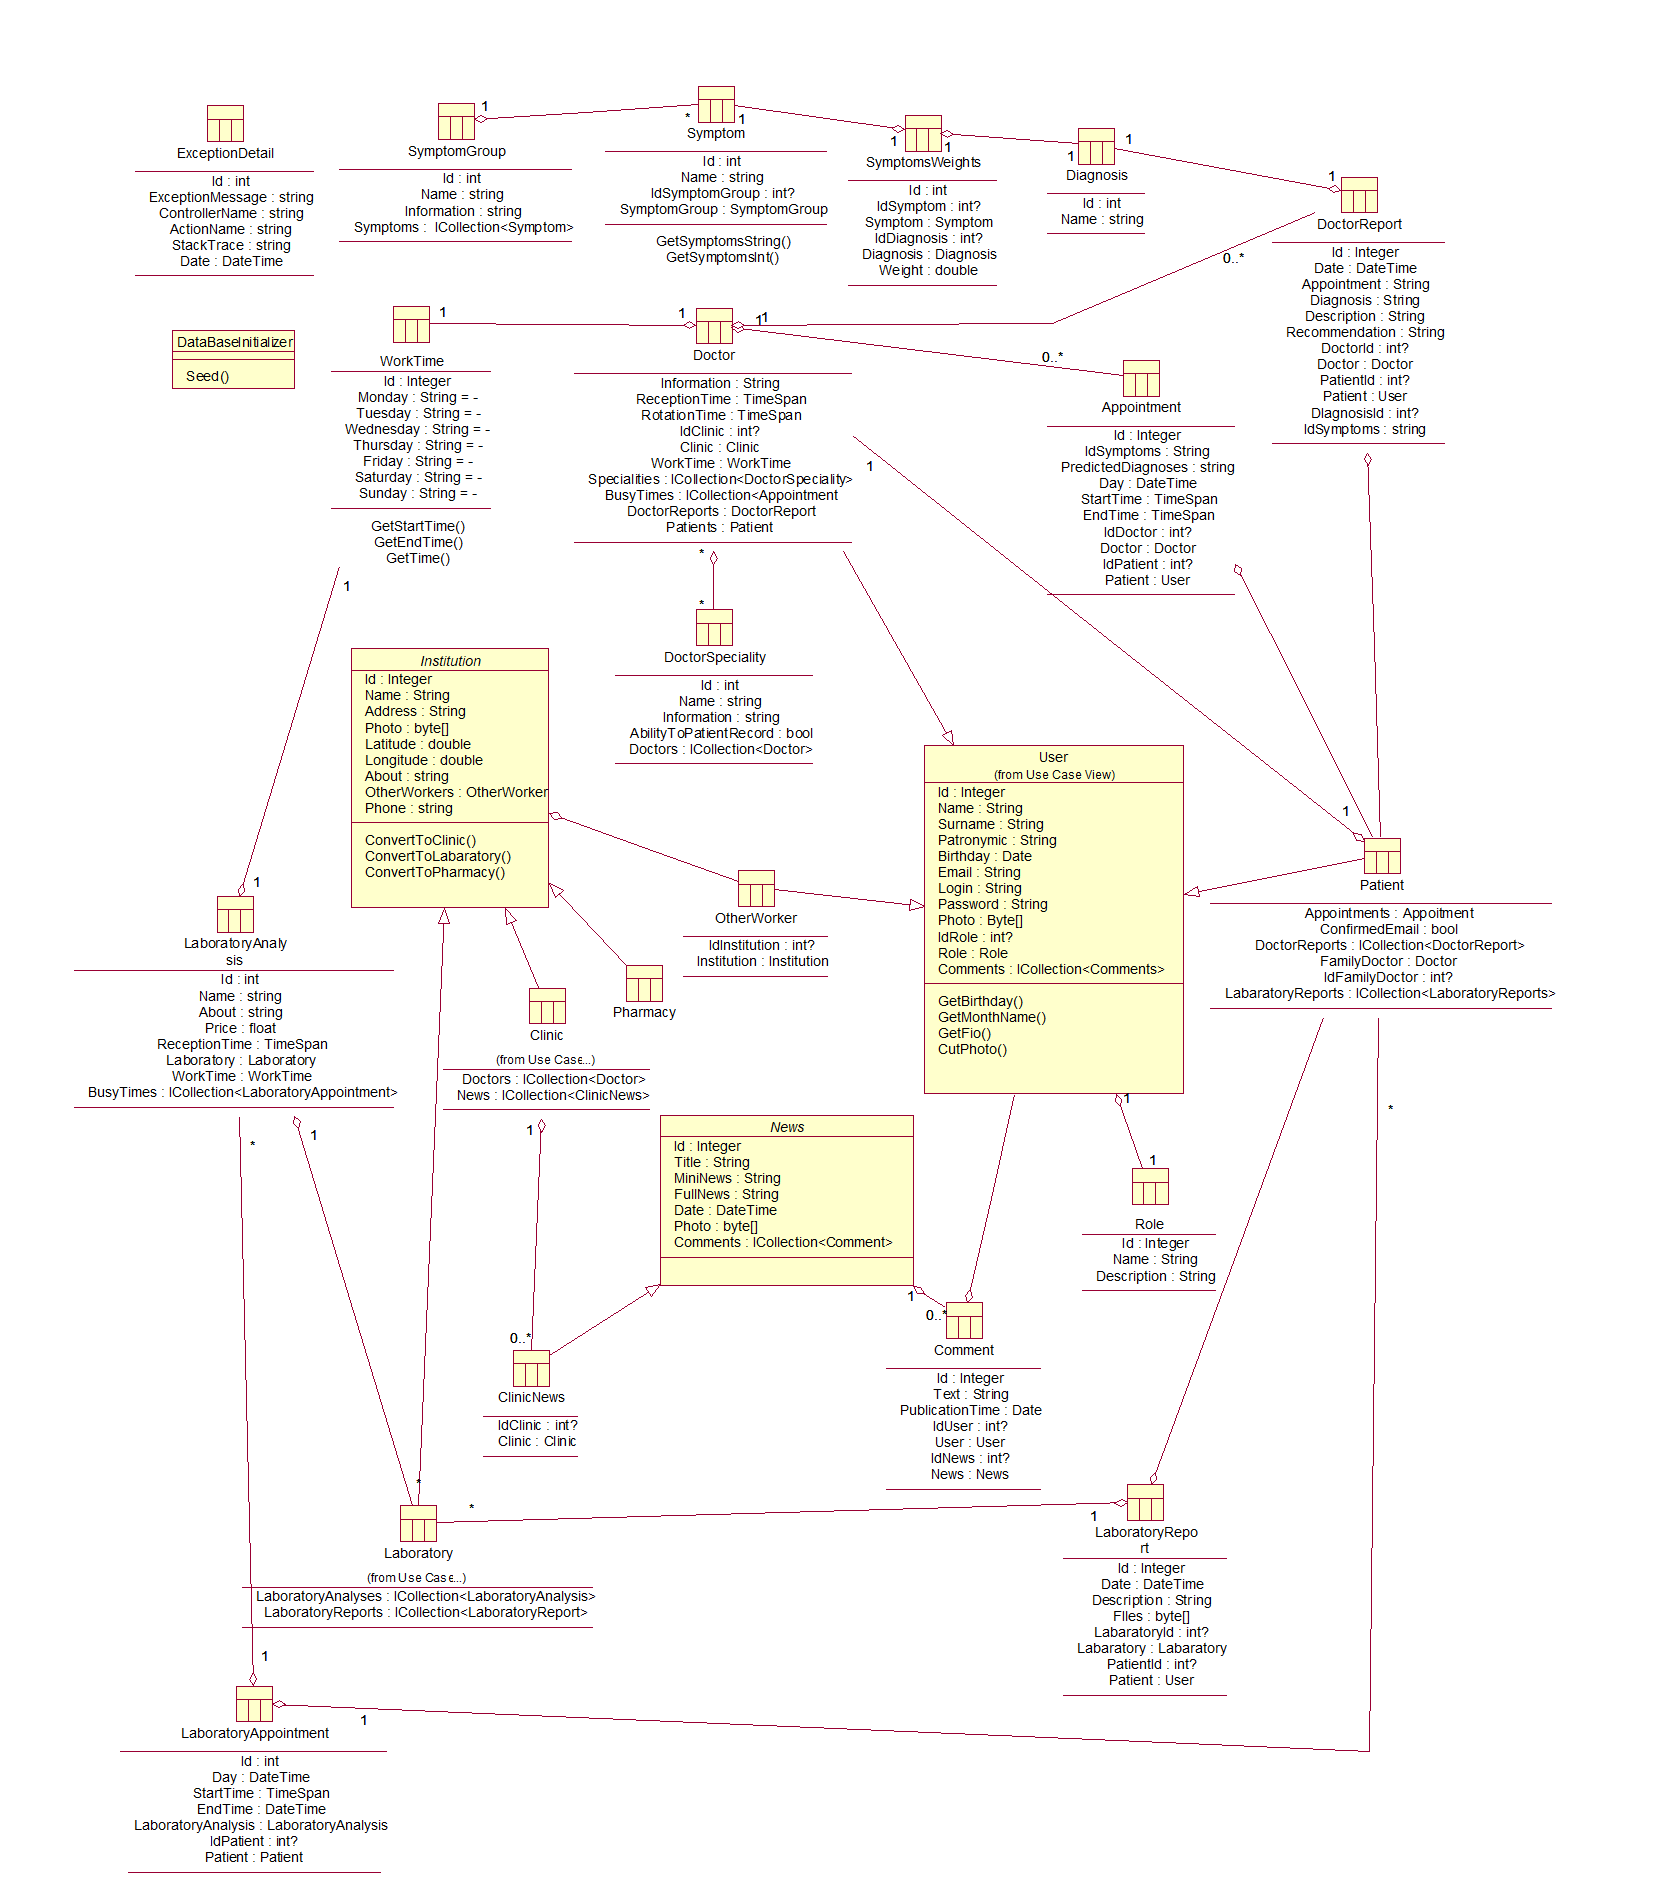 1
*
Symptom
1
1
1
1
1
1
ExceptionDetail
Id : int
ExceptionMessage : string
ControllerName : string
ActionName : string
StackTrace : string
Date : DateTime
SymptomGroup
Id : int
Name : string
Information : string
Symptoms : ICollection<Symptom>
Id : int
Name : string
IdSymptomGroup : int?
SymptomGroup : SymptomGroup
GetSymptomsString()
GetSymptomsInt()
SymptomsWeights
Id : int
IdSymptom : int?
Symptom : Symptom
IdDiagnosis : int?
Diagnosis : Diagnosis
Weight : double
Diagnosis
Id : int
Name : string
DoctorReport
0..*
Id : Integer
Date : DateTime
Appointment : String
Diagnosis : String
Description : String
Recommendation : String
DoctorId : int?
Doctor : Doctor
PatientId : int?
Patient : User
DIagnosisId : int?
IdSymptoms : string
DataBaseInitializer
Seed()
1
1
1
1
WorkTime
Id : Integer
Monday : String = -
Tuesday : String = -
Wednesday : String = -
Thursday : String = -
Friday : String = -
Saturday : String = -
Sunday : String = -
GetStartTime()
GetEndTime()
GetTime()
1
Doctor
Information : String
ReceptionTime : TimeSpan
RotationTime : TimeSpan
IdClinic : int?
Clinic : Clinic
WorkTime : WorkTime
Specialities : ICollection<DoctorSpeciality>
BusyTimes : ICollection<Appointment
DoctorReports : DoctorReport
Patients : Patient
1
*
*
0..*
Appointment
Id : Integer
IdSymptoms : String
PredictedDiagnoses : string
Day : DateTime
StartTime : TimeSpan
EndTime : TimeSpan
IdDoctor : int?
Doctor : Doctor
IdPatient : int?
Patient : User
DoctorSpeciality
Id : int
Name : string
Information : string
AbilityToPatientRecord : bool
Doctors : ICollection<Doctor>
Institution
Id : Integer
Name : String
Address : String
Photo : byte[]
Latitude : double
Longitude : double
About : string
OtherWorkers : OtherWorker
Phone : string
ConvertToClinic()
ConvertToLabaratory()
ConvertToPharmacy()
User
(from Use Case View)
Id : Integer
Name : String
Surname : String
Patronymic : String
Birthday : Date
Email : String
Login : String
Password : String
Photo : Byte[]
IdRole : int?
Role : Role
Comments : ICollection<Comments>
GetBirthday()
GetMonthName()
GetFio()
CutPhoto()
1
Patient
Appointments : Appoitment
ConfirmedEmail : bool
DoctorReports : ICollection<DoctorReport>
FamilyDoctor : Doctor
IdFamilyDoctor : int?
LabaratoryReports : ICollection<LaboratoryReports>
1
LaboratoryAnaly
sis
Id : int
Name : string
About : string
Price : float
ReceptionTime : TimeSpan
Laboratory : Laboratory
WorkTime : WorkTime
BusyTimes : ICollection<LaboratoryAppointment>
*
1
OtherWorker
IdInstitution : int?
Institution : Institution
Pharmacy
Clinic
(from Use Case...)
Doctors : ICollection<Doctor>
News : ICollection<ClinicNews>
1
0..*
News
Id : Integer
Title : String
MiniNews : String
FullNews : String
Date : DateTime
Photo : byte[]
Comments : ICollection<Comment>
1
0..*
1
1
*
Role
Id : Integer
Name : String
Description : String
ClinicNews
IdClinic : int?
Clinic : Clinic
Comment
Id : Integer
Text : String
PublicationTime : Date
IdUser : int?
User : User
IdNews : int?
News : News
*
*
1
Laboratory
(from Use Case...)
LaboratoryAnalyses : ICollection<LaboratoryAnalysis>
LaboratoryReports : ICollection<LaboratoryReport>
LaboratoryRepo
rt
Id : Integer
Date : DateTime
Description : String
FIles : byte[]
LabaratoryId : int?
Labaratory : Labaratory
PatientId : int?
Patient : User
1
1
LaboratoryAppointment
Id : int
Day : DateTime
StartTime : TimeSpan
EndTime : DateTime
LaboratoryAnalysis : LaboratoryAnalysis
IdPatient : int?
Patient : Patient